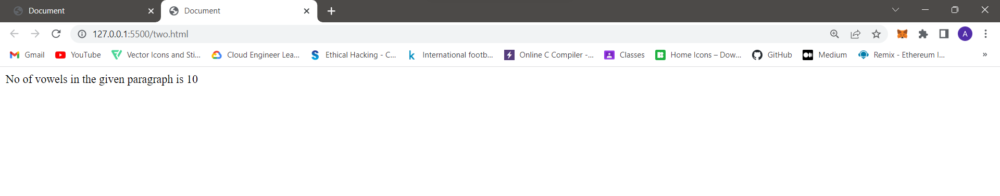 Document Document
127.0.0.1:5500/two.html A
Gmail YouTube Vector Icons and Sti... Cloud Engineer Lea... Ethical Hacking - C... International footb... Online C Compiler -... Classes Home Icons – Dow... GitHub Medium Remix - Ethereum I... »
No of vowels in the given paragraph is 10